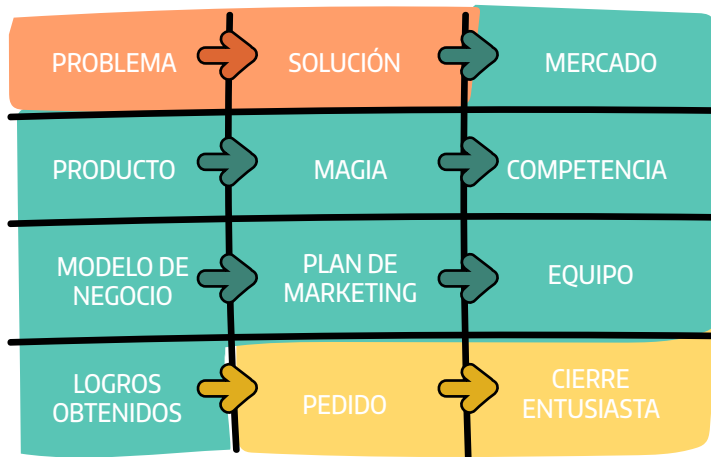 PROBLEMA
SOLUCIÓN
MERCADO
PRODUCTO
MAGIA
COMPETENCIA
MODELO DE
NEGOCIO
PLAN DE
MARKETING
EQUIPO
LOGROS
OBTENIDOS
PEDIDO
CIERRE
ENTUSIASTA